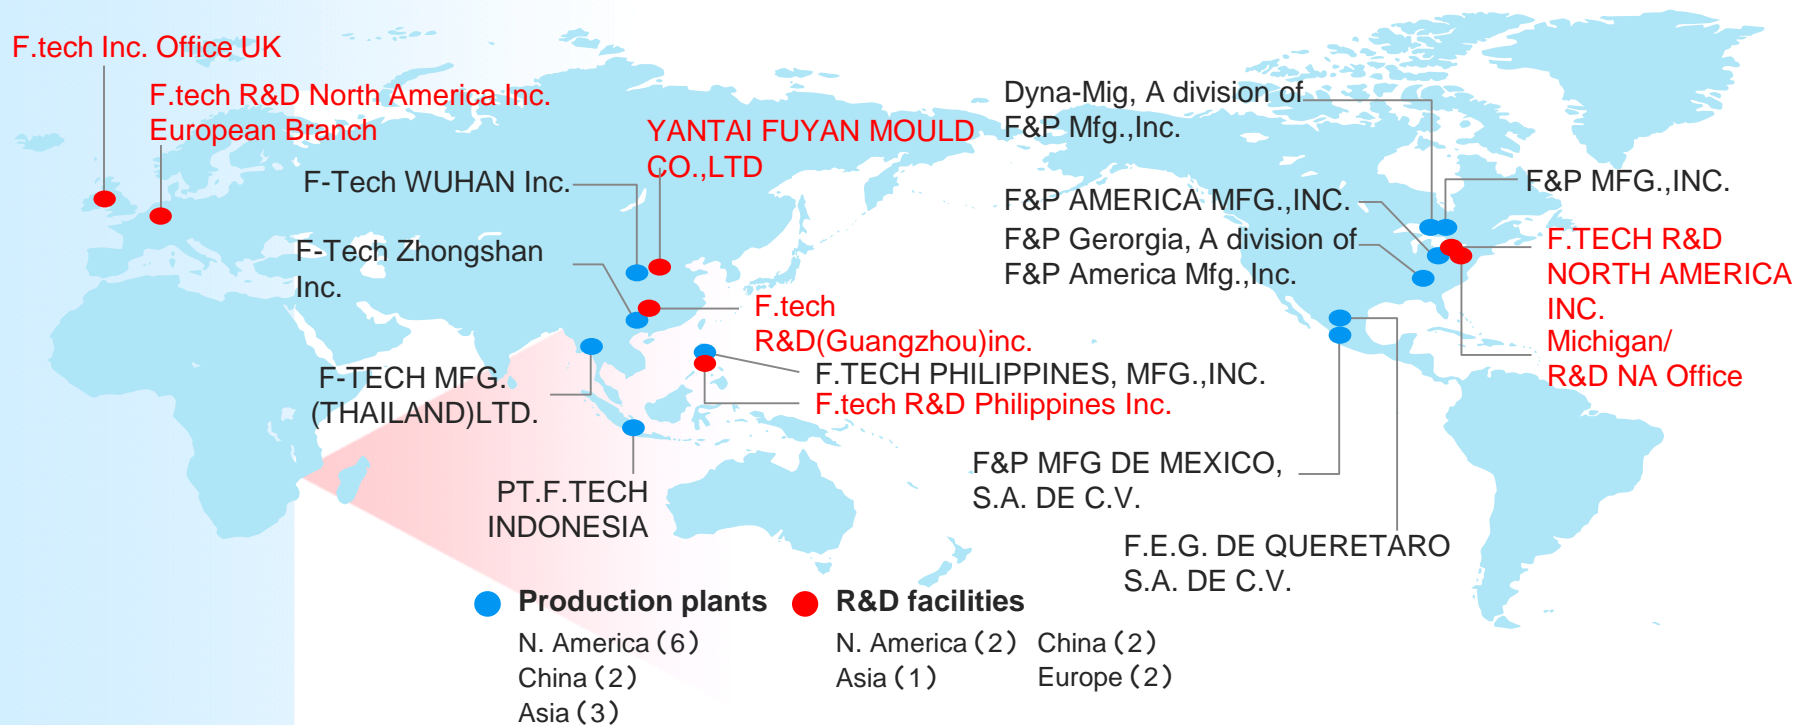 F.tech Inc. Office UK
F.tech R&D North America Inc.
European Branch
YANTAI FUYAN MOULD
CO.,LTD
F-Tech WUHAN Inc.
F-Tech Zhongshan
Inc.
F.tech
R&D(Guangzhou)inc.
F-TECH MFG.
(THAILAND)LTD.
F.TECH PHILIPPINES, MFG.,INC.
F.tech R&D Philippines Inc.
PT.F.TECH
INDONESIA
Dyna-Mig, A division of
F&P Mfg.,Inc.
F&P MFG.,INC.
F&P AMERICA MFG.,INC.
F&P Gerorgia, A division of
F&P America Mfg.,Inc.
F.TECH R&D
NORTH AMERICA
INC.
Michigan/
R&D NA Office
F&P MFG DE MEXICO,
S.A. DE C.V.
F.E.G. DE QUERETARO
S.A. DE C.V.
Production plants
N. America (6)
China (2)
Asia (3)
R&D facilities
N. America (2) China (2)
Asia (1) Europe (2)